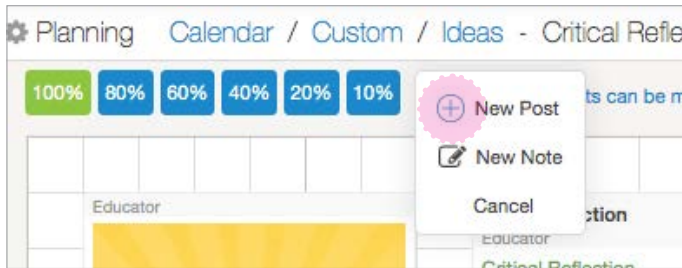 Planning Calendar / Custom / Ideas - Critical Refle
100% 80% 60% 40% 20% 10%
New Post
ts can be m
New Note
Cancel
Educator
ction
Educator
Critical Reflection